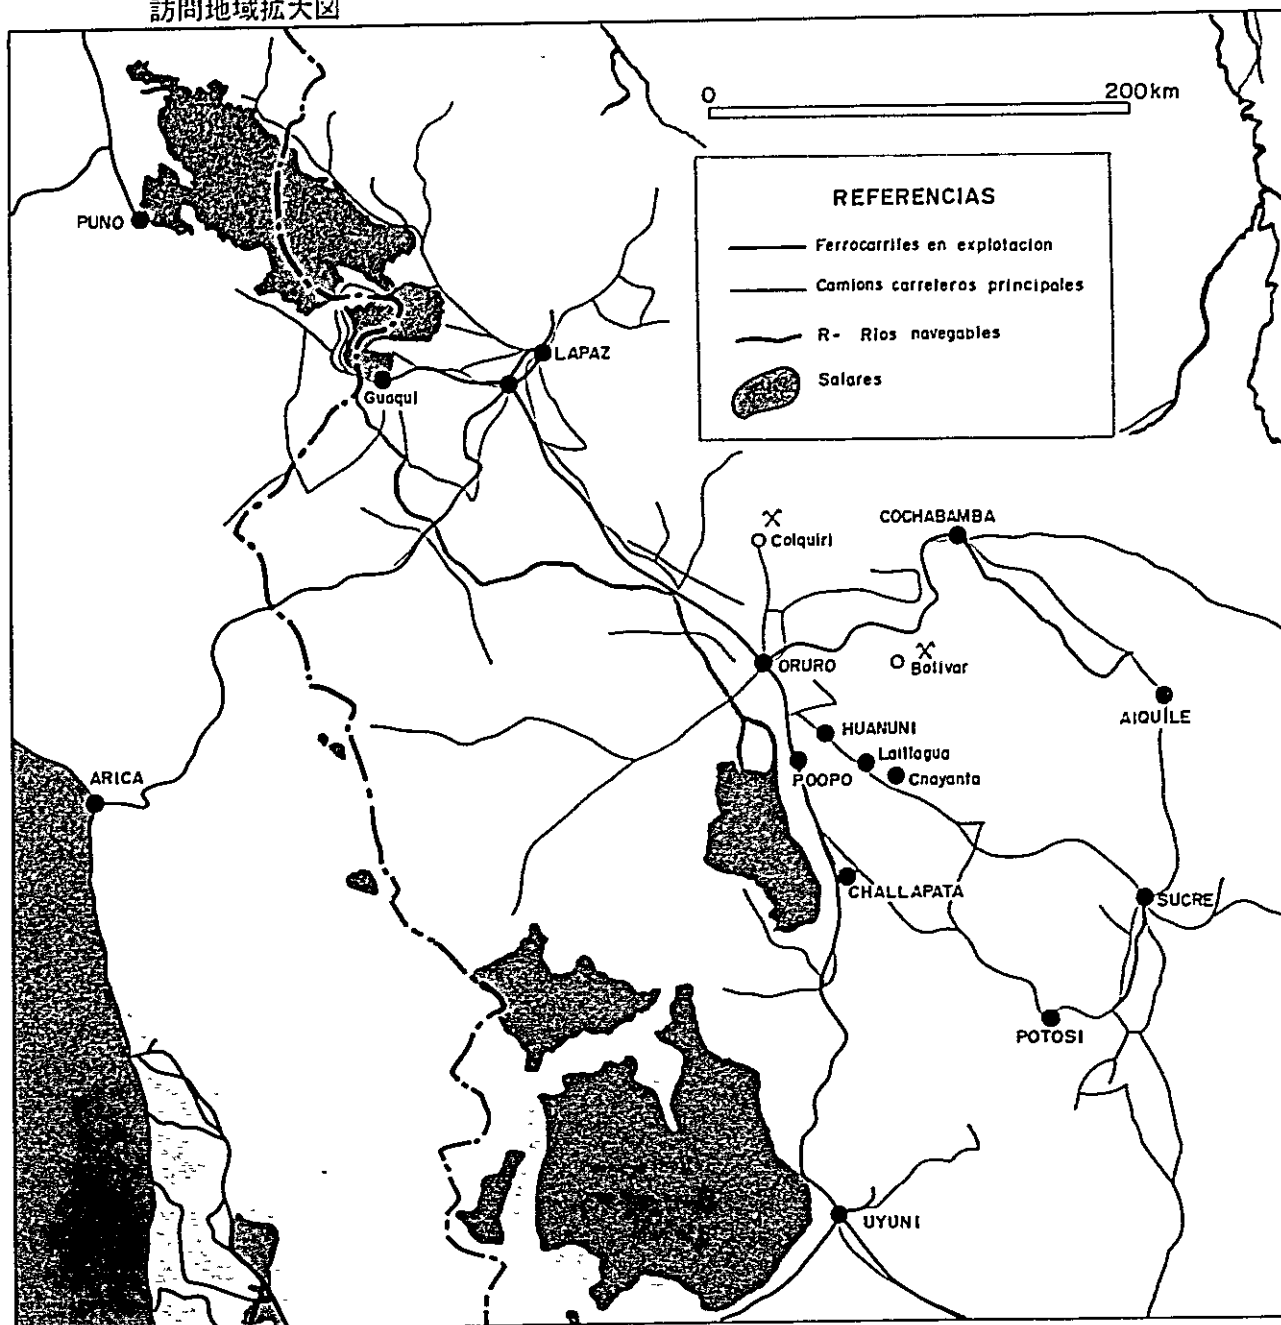 訪問地域拡大図
0 200km
REFERENCIAS
Ferrocarriles en explotacion
Camions carreteros principales
R- Rios navegables
Salares
PUNO
LAPAZ
Guaqui
COCHABAMBA
Colquiri
ORURO
Bolivar
AIQUILE
HUANUNI
Lalllagua
POOPO
Cnayanta
ARICA
CHALLAPATA
SUCRE
POTOSI
UYUNI